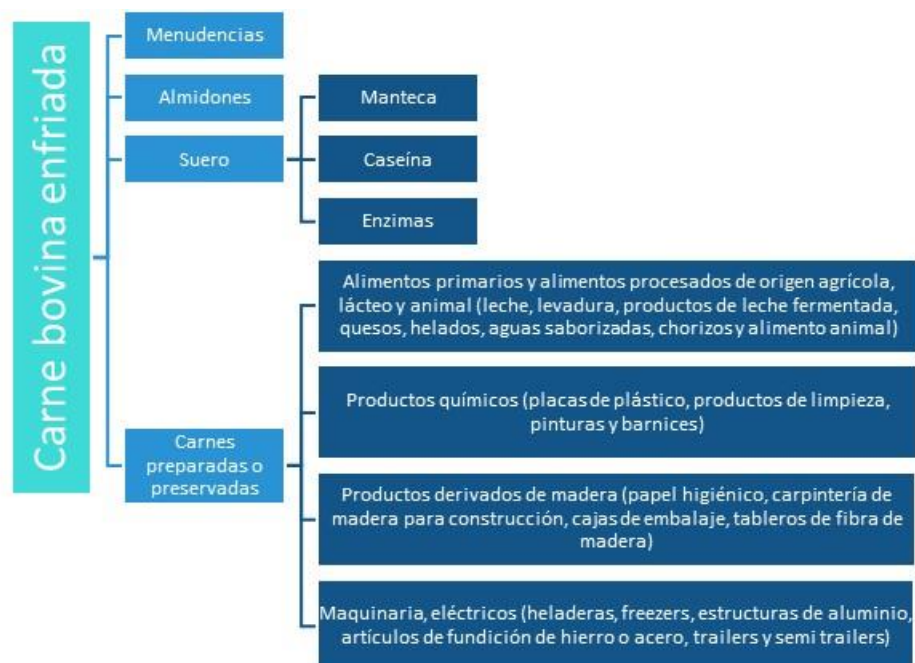 Carne bovina enfriada
Menudencias
Almidones
Suero
Manteca
Caseína
Enzimas
Carnes
preparadas o
preservadas
Alimentos primarios y alimentos procesados de origen agrícola,
lácteo y animal (leche, levadura, productos de leche fermentada,
quesos, helados, aguas saborizadas, chorizos y alimento animal)
Productos químicos (placas de plástico, productos de limpieza,
pinturas y barnices)
Productos derivados de madera (papel higiénico, carpintería de
madera para construcción, cajas de embalaje, tableros de fibra de
madera)
Maquinaria, eléctricos (heladeras, freezers, estructuras de aluminio,
artículos de fundición de hierro o acero, trailers y semi trailers)